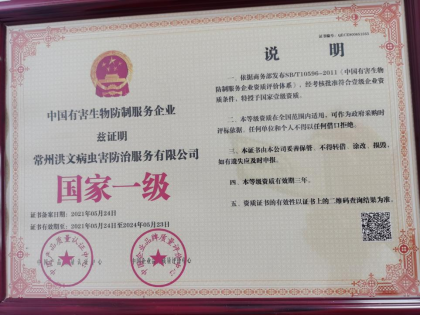 中国有害生物防制服务企业
兹证明
常州洪文病虫害防治服务有限公司
国家一级
证书备案日期：2021年05月24日
证书有效期至：2021年05月24日至2024年05月23日
说 明
一、依据商务部发布SB/T10596-2011《中国有害生物
防制服务企业资质评价体系》，经考核批准符合壹级企业资
质条件，特授予国家壹级资质。
二、本等级资质在全国范围内适用，可作为政府采购时
评标依据，任何单位和个人不得以任何借口拒绝。
三、本证书由本公司妥善保管，不得转借、涂改、损毁，
如有遗失应及时申报。
四、本等级资质有效期三年。
五、资质证书的有效性以证书上的二维码查询结果为准。